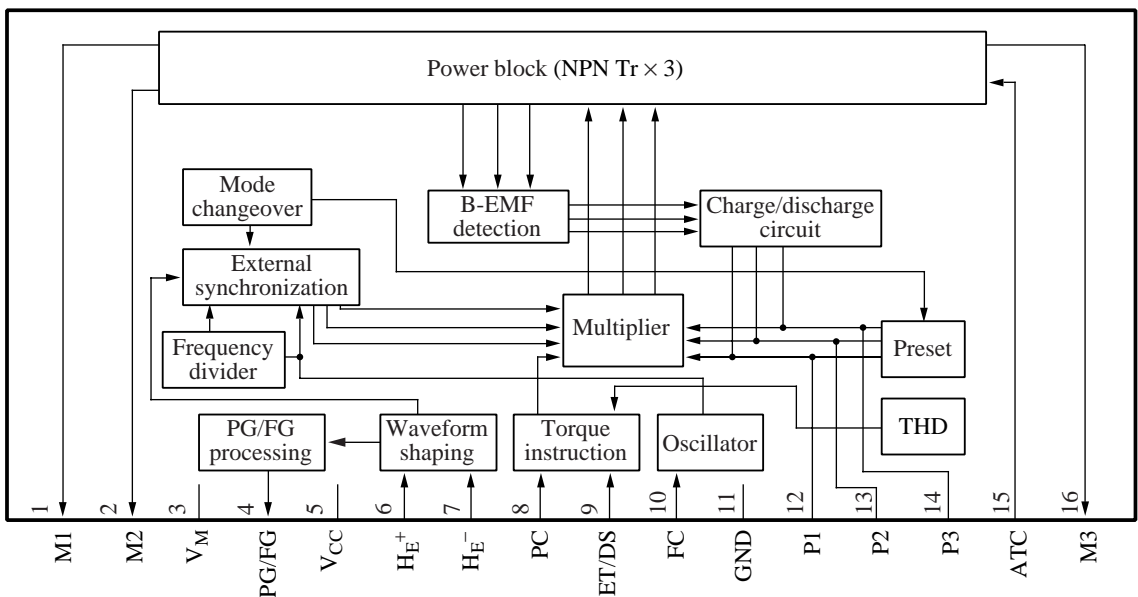 Power block (NPN Tr × 3)
Mode
changeover
B-EMF
detection
Charge/discharge
circuit
External
synchronization
Multiplier
Frequency
divider
Preset
PG/FG
processing
Waveform
shaping
Torque
instruction
Oscillator
THD
1
2
3
4
5
6
7
8
9
10
11
12
13
14
15
16
M1
M2
VM
PG/FG
VCC
HE+
HE−
PC
ET/DS
FC
GND
P1
P2
P3
ATC
M3